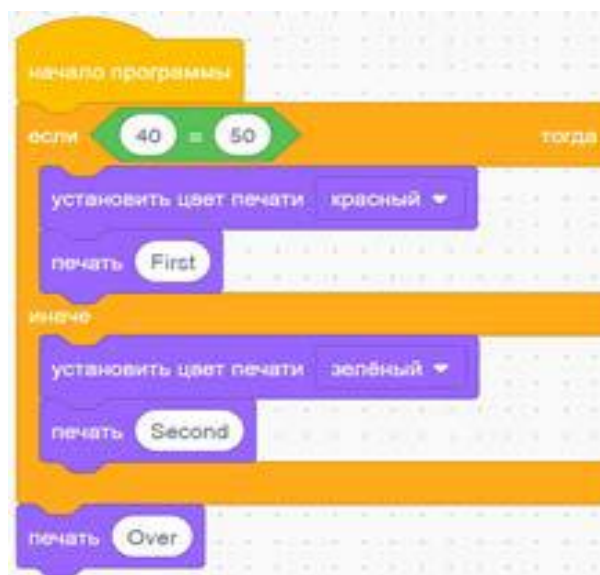 начало программы
если 40 = 50 тогда
установить цвет печати красный
печать First
иначе
установить цвет печати зелёный
печать Second
печать Over